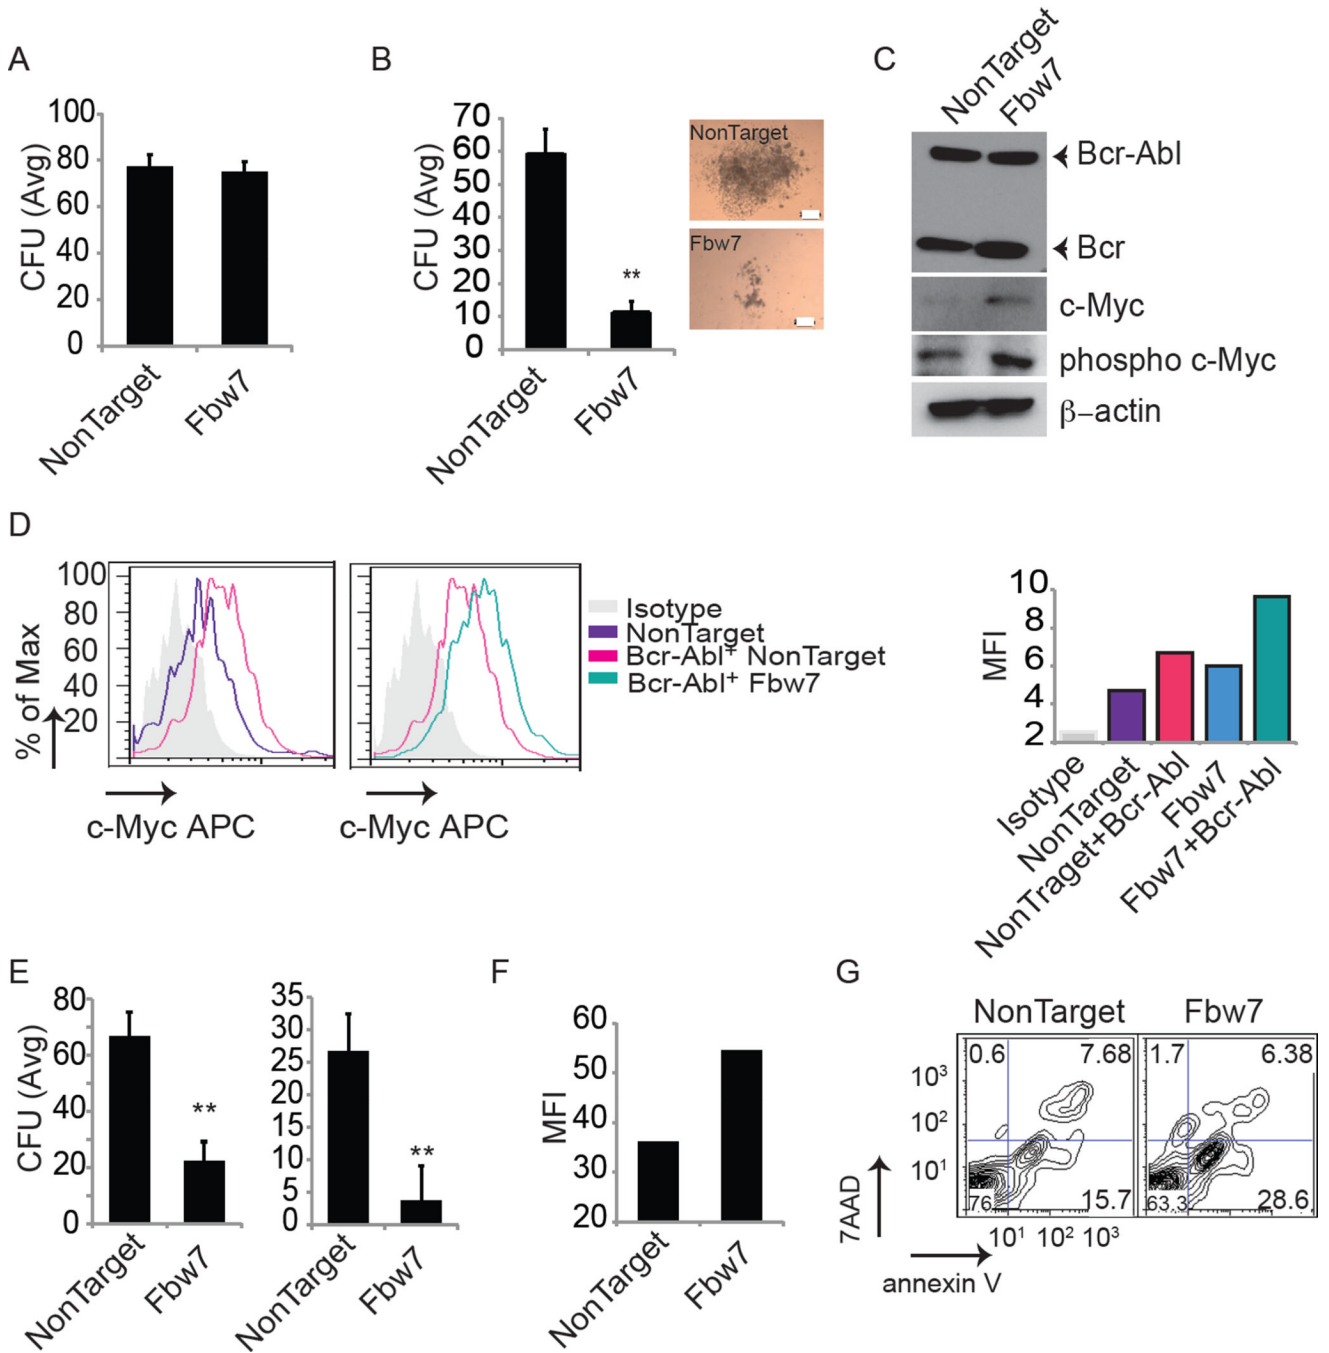 A
CFU (Avg)
100
80
60
40
20
0
NonTarget
Fbw7
B
CFU (Avg)
70
60
50
40
30
20
10
0
**
NonTarget
Fbw7
NonTarget
Fbw7
C
NonTarget
Fbw7
Bcr-Abl
Bcr
c-Myc
phospho c-Myc
β-actin
D
% of Max
100
80
60
40
20
c-Myc APC
c-Myc APC
Isotype
NonTarget
Bcr-Abl+ NonTarget
Bcr-Abl+ Fbw7
MFI
10
8
6
4
2
Isotype
NonTarget
NonTraget+Bcr-Abl
Fbw7
Fbw7+Bcr-Abl
E
CFU (Avg)
80
60
40
20
0
**
NonTarget
Fbw7
35
30
25
20
15
10
5
0
**
NonTarget
Fbw7
F
MFI
60
50
40
30
20
NonTarget
Fbw7
G
NonTarget
Fbw7
0.6
7.68
1.7
6.38
10³
10²
10¹
76
15.7
63.3
28.6
10¹ 10² 10³
7AAD
annexin V